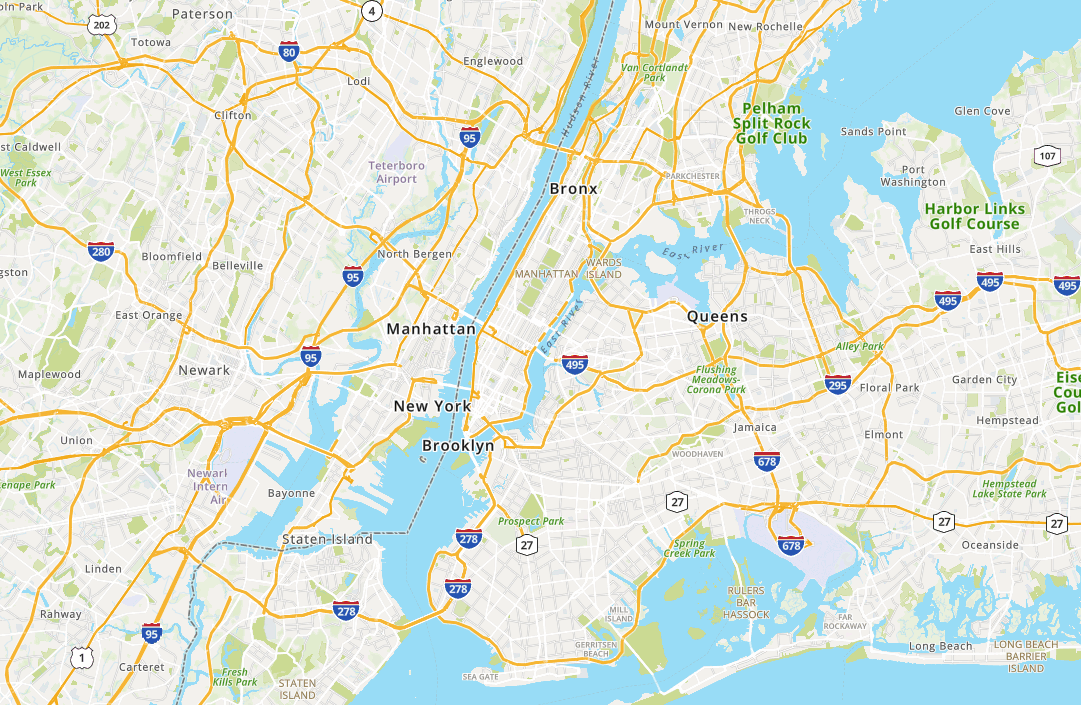 oln Park
Paterson
4
202
Mount Vernon
New Rochelle
Totowa
80
Englewood
Van Cortlandt
Park
Lodi
Hudson River
Clifton
95
Pelham
Split Rock
Golf Club
Glen Cove
Sands Point
st Caldwell
107
Teterboro
Airport
West Essex
Park
PARKCHESTER
Port
Washington
Bronx
THROGS
NECK
Harbor Links
Golf Course
280
Bloomfield
North Bergen
East River
East Hills
Belleville
gston
95
MANHATTAN
WARDS
ISLAND
495
495
495
East Orange
Manhattan
East River
Queens
95
Alley Park
Newark
495
Maplewood
Flushing
Meadows-
Corona Park
295
Floral Park
Garden City
Eise
Cou
Gol
New York
Hempstead
Jamaica
Elmont
Union
Brooklyn
WOODHAVEN
678
Newarl
Intern
Air
enape Park
Bayonne
Hempstead
Lake State Park
27
Prospect Park
27
27
Staten Island
278
27
Spring
Creek Park
678
Oceanside
Linden
278
RULERS
BAR
HASSOCK
Rahway
278
MILL
ISLAND
FAR
ROCKAWAY
95
GERRITSEN
BEACH
Long Beach
LONG BEACH
BARRIER
ISLAND
1
Carteret
Fresh
Kills Park
SEA GATE
STATEN
ISLAND